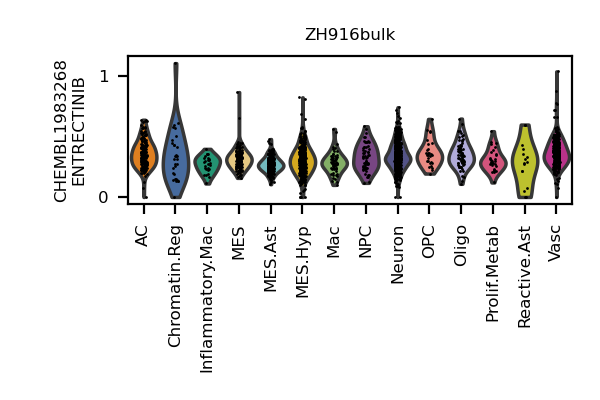 ZH916bulk
CHEMBL1983268
ENTRECTINIB
1
0
AC
Chromatin.Reg
Inflammatory.Mac
MES
MES.Ast
MES.Hyp
Mac
NPC
Neuron
OPC
Oligo
Prolif.Metab
Reactive.Ast
Vasc